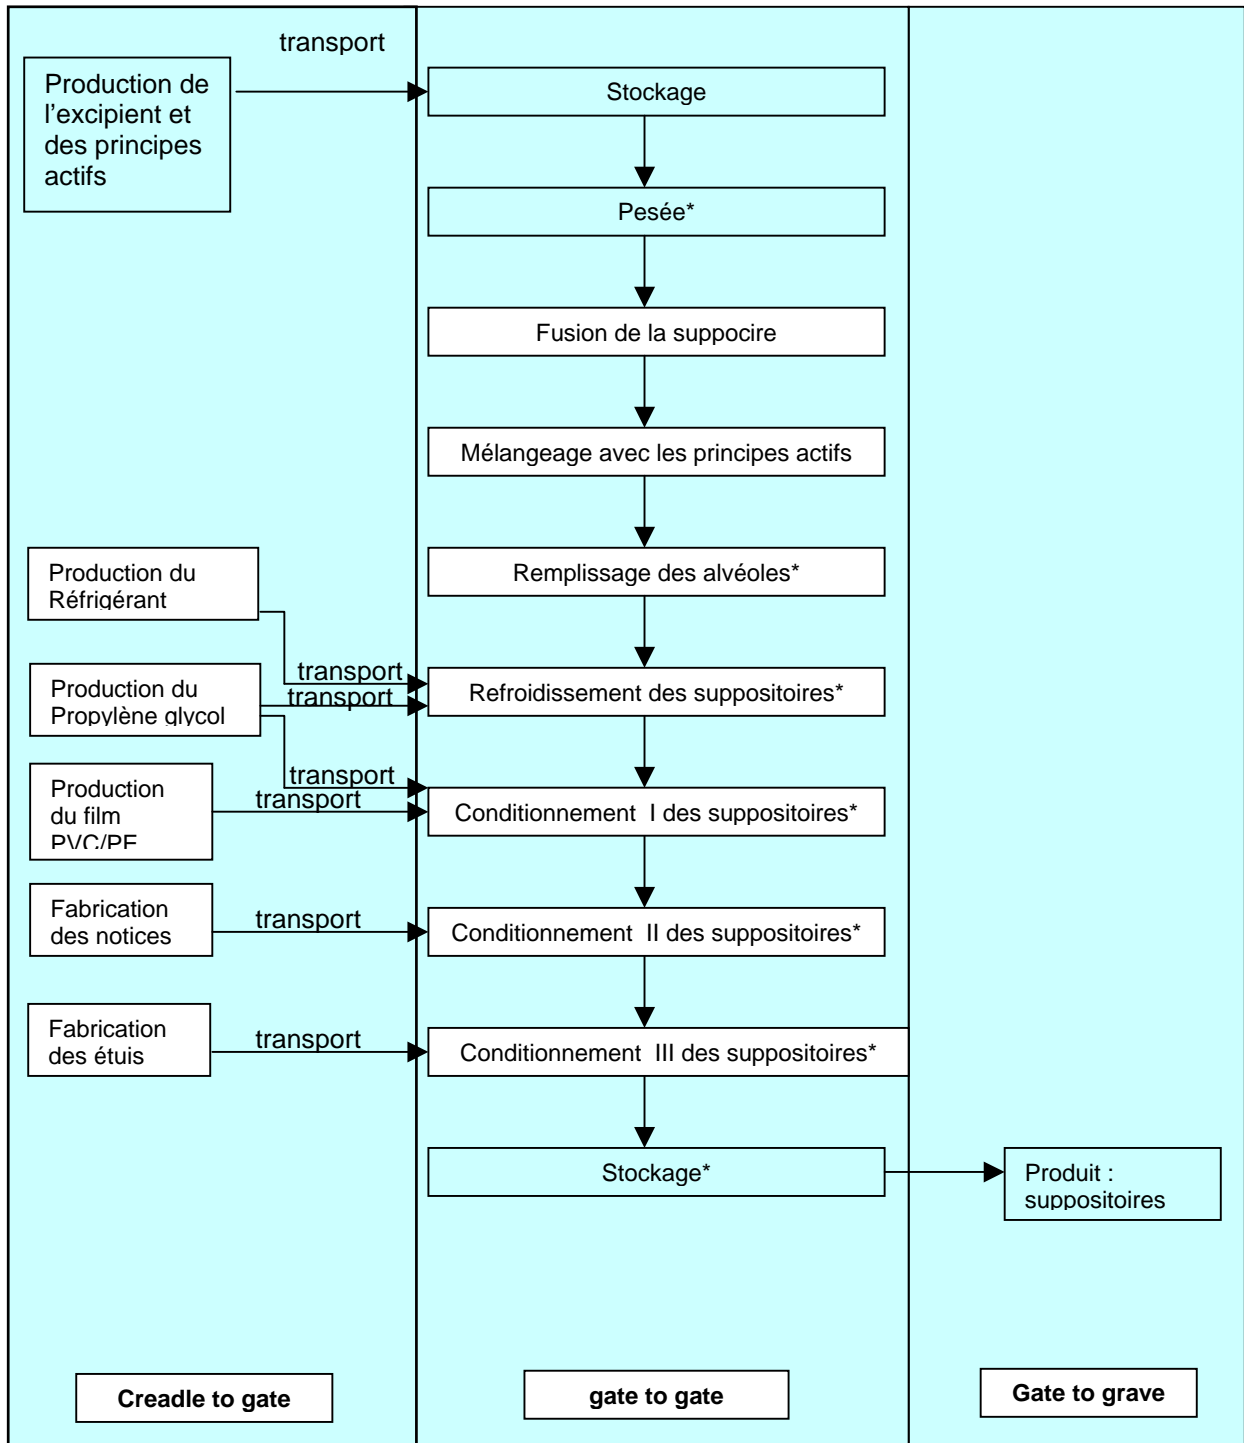 transport
Production de
l'excipient et
des principes
actifs
Stockage
Pesée*
Fusion de la suppocire
Mélangeage avec les principes actifs
Production du
Réfrigérant
Remplissage des alvéoles*
transport
Production du
Propylène glycol
transport
Refroidissement des suppositoires*
transport
Production
du film
PVC/PE
transport
Conditionnement I des suppositoires*
Fabrication
des notices
transport
Conditionnement II des suppositoires*
Fabrication
des étuis
transport
Conditionnement III des suppositoires*
Stockage*
Produit :
suppositoires
Creadle to gate
gate to gate
Gate to grave